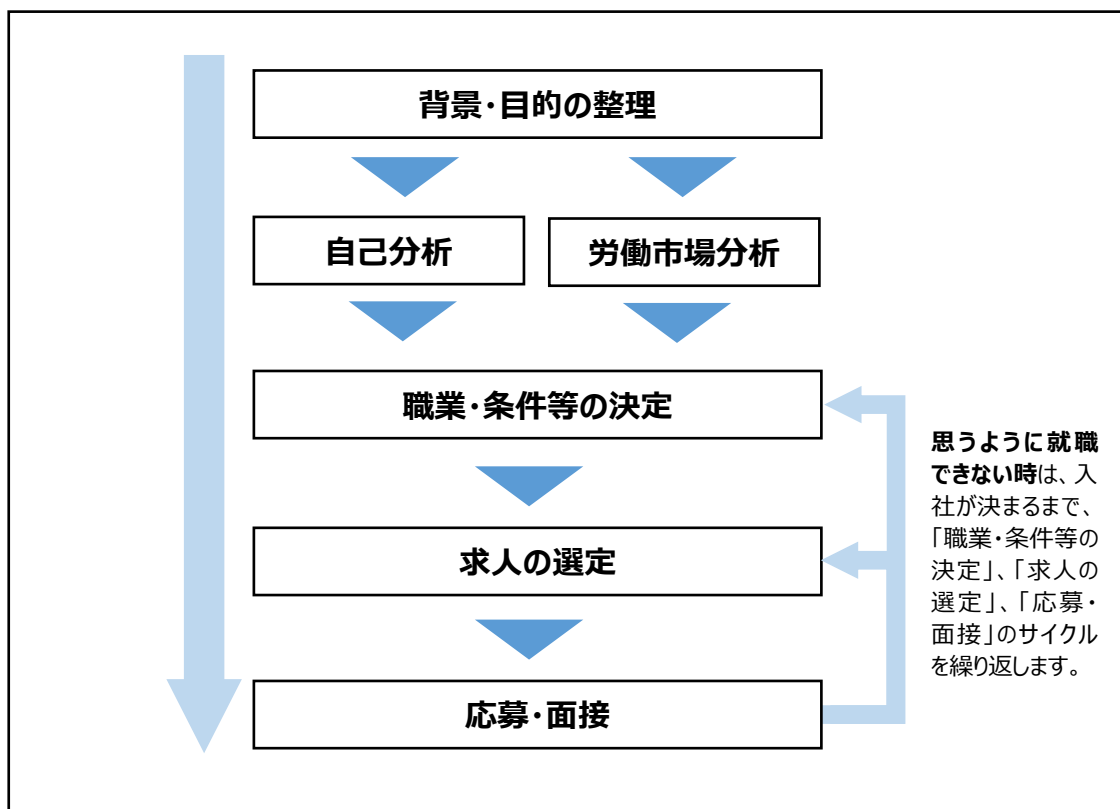 背景・目的の整理
自己分析
労働市場分析
職業・条件等の決定
求人の選定
応募・面接
思うように就職
できない時は、入
社が決まるまで、
「職業・条件等の
決定」、「求人の
選定」、「応募・
面接」のサイクル
を繰り返します。